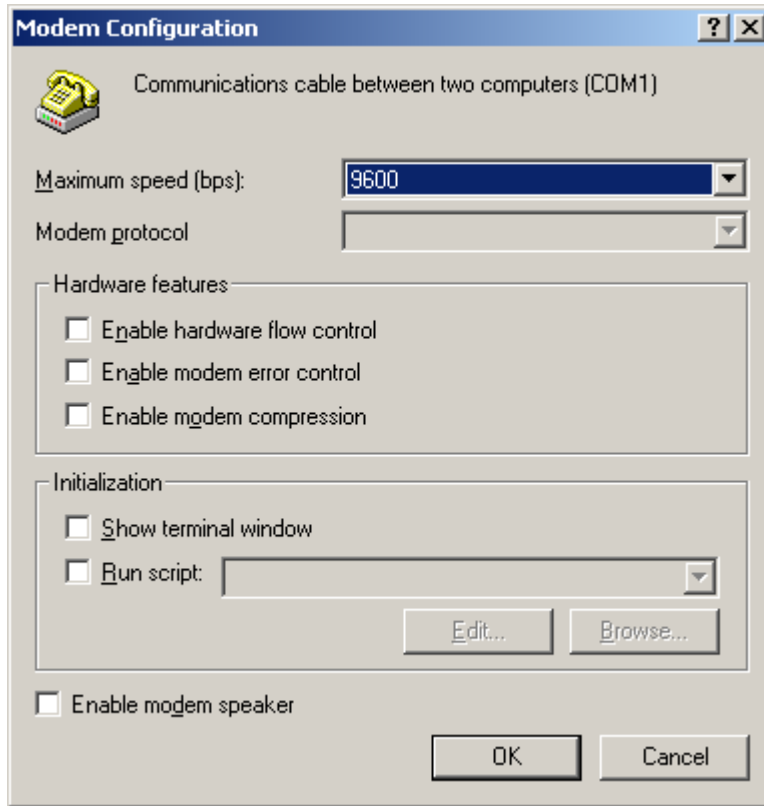 Modem Configuration
Communications cable between two computers (COM1)
Maximum speed (bps): 9600
Modem protocol
Hardware features
Enable hardware flow control
Enable modem error control
Enable modem compression
Initialization
Show terminal window
Run script:
Edit... Browse...
Enable modem speaker
OK Cancel